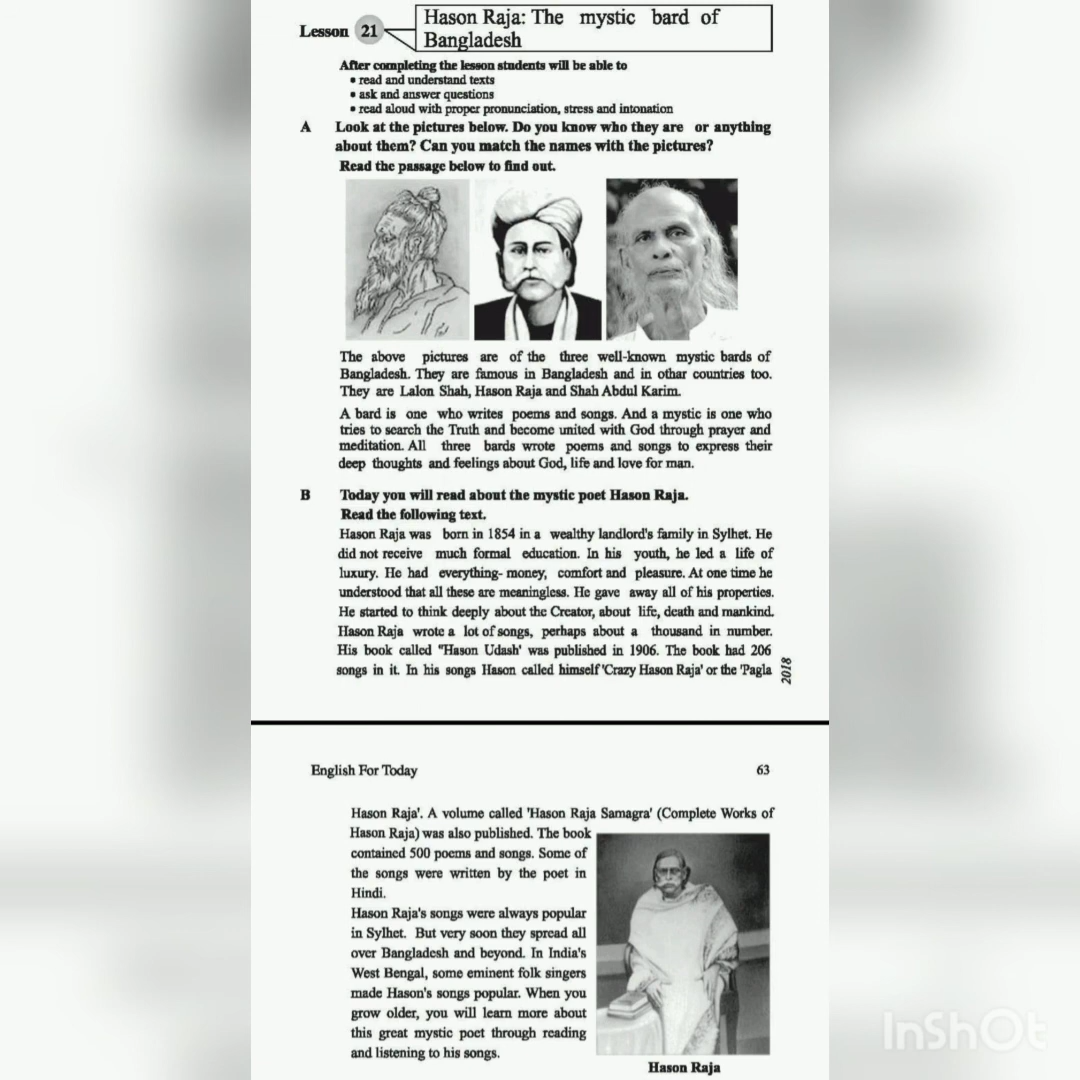 Lesson 21
Hason Raja: The mystic bard of
Bangladesh
After completing the lesson students will be able to
• read and understand texts
• ask and answer questions
• read aloud with proper pronunciation, stress and intonation
A Look at the pictures below. Do you know who they are or anything
about them? Can you match the names with the pictures?
Read the passage below to find out.
The above pictures are of the three well-known mystic bards of
Bangladesh. They are famous in Bangladesh and in othar countries too.
They are Lalon Shah, Hason Raja and Shah Abdul Karim.
A bard is one who writes poems and songs. And a mystic is one who
tries to search the Truth and become united with God through prayer and
meditation. All three bards wrote poems and songs to express their
deep thoughts and feelings about God, life and love for man.
B Today you will read about the mystic poet Hason Raja.
Read the following text.
Hason Raja was born in 1854 in a wealthy landlord's family in Sylhet. He
did not receive much formal education. In his youth, he led a life of
luxury. He had everything- money, comfort and pleasure. At one time he
understood that all these are meaningless. He gave away all of his properties.
He started to think deeply about the Creator, about life, death and mankind.
Hason Raja wrote a lot of songs, perhaps about a thousand in number.
His book called "Hason Udash' was published in 1906. The book had 206
songs in it. In his songs Hason called himself 'Crazy Hason Raja' or the 'Pagla
2018
English For Today 63
Hason Raja'. A volume called 'Hason Raja Samagra' (Complete Works of
Hason Raja) was also published. The book
contained 500 poems and songs. Some of
the songs were written by the poet in
Hindi.
Hason Raja's songs were always popular
in Sylhet. But very soon they spread all
over Bangladesh and beyond. In India's
West Bengal, some eminent folk singers
made Hason's songs popular. When you
grow older, you will learn more about
this great mystic poet through reading
and listening to his songs.
Hason Raja
InShOt